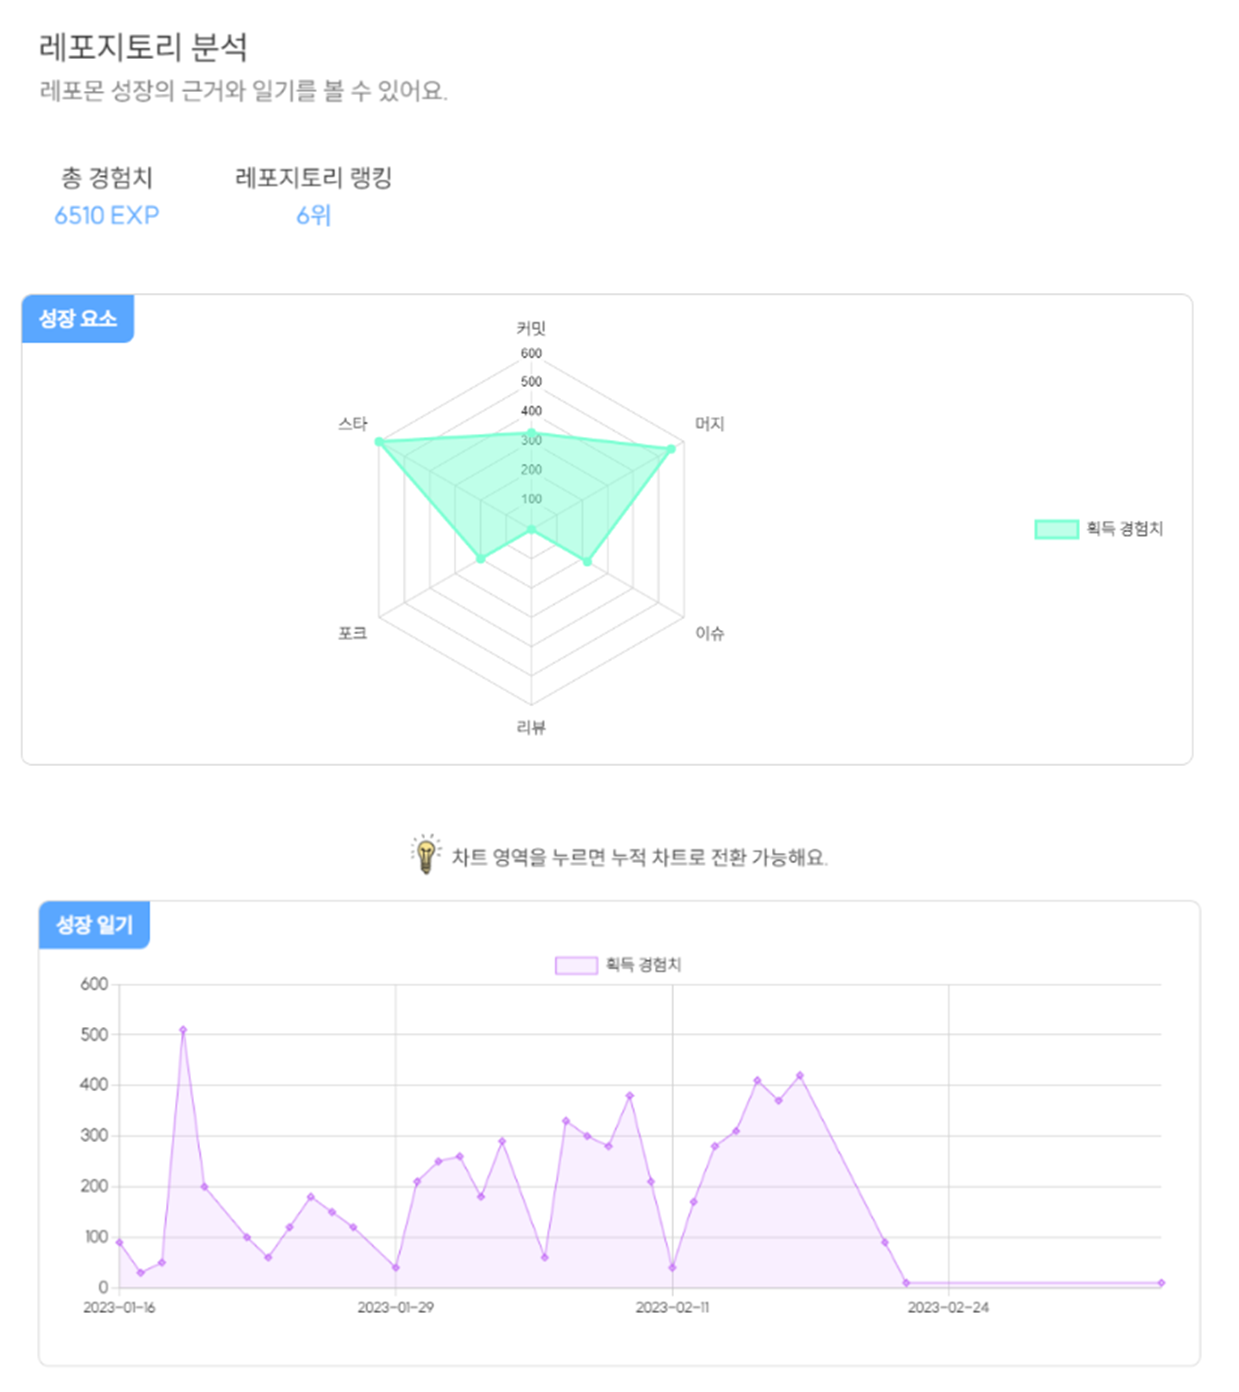 레포지토리 분석
레포몬 성장의 근거와 일기를 볼 수 있어요.
총 경험치
레포지토리 랭킹
6510 EXP
6위
성장 요소
커밋
600
500
400
300
200
100
스타
머지
획득 경험치
포크
이슈
리뷰
차트 영역을 누르면 누적 차트로 전환 가능해요.
성장 일기
획득 경험치
600
500
400
300
200
100
0
2023-01-16
2023-01-29
2023-02-11
2023-02-24